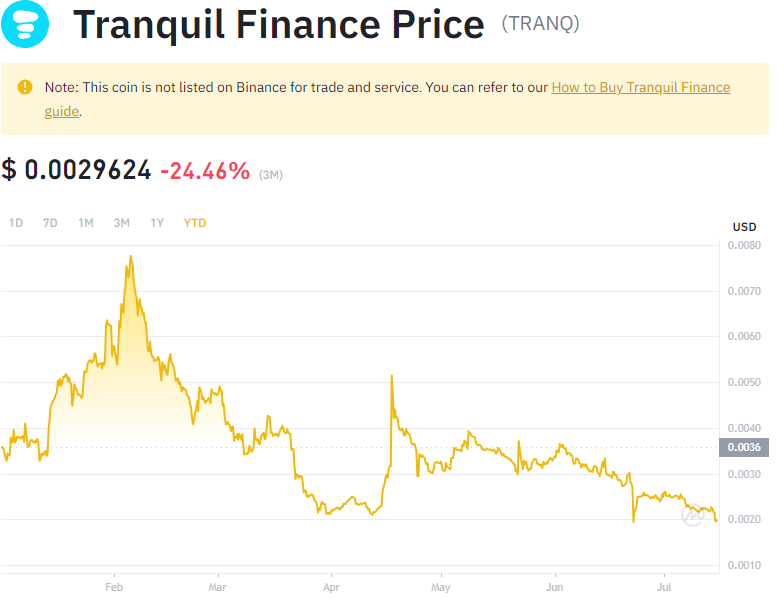 Tranquil Finance Price (TRANQ)
Note: This coin is not listed on Binance for trade and service. You can refer to our How to Buy Tranquil Finance
guide.
$ 0.0029624 -24.46% (3M)
1D 7D 1M 3M 1Y YTD
USD
0.0080
0.0070
0.0060
0.0050
0.0040
0.0036
0.0030
0.0020
0.0010
Feb Mar Apr May Jun Jul